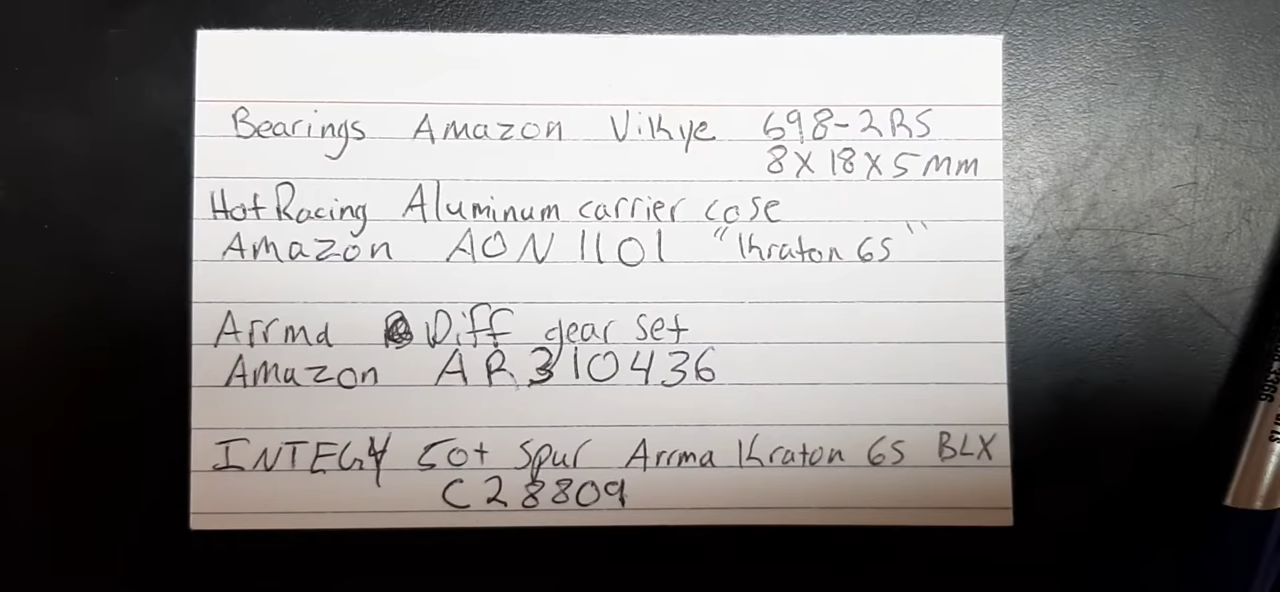 Bearings Amazon Vikye 698-2RS
8X18X5mm
Hot Racing Aluminum carrier case
Amazon AON1101 "Kraton 6S"
Arrma Diff gear set
Amazon AR310436
INTEGY 50t Spur Arrma Kraton 6S BLX
C28809